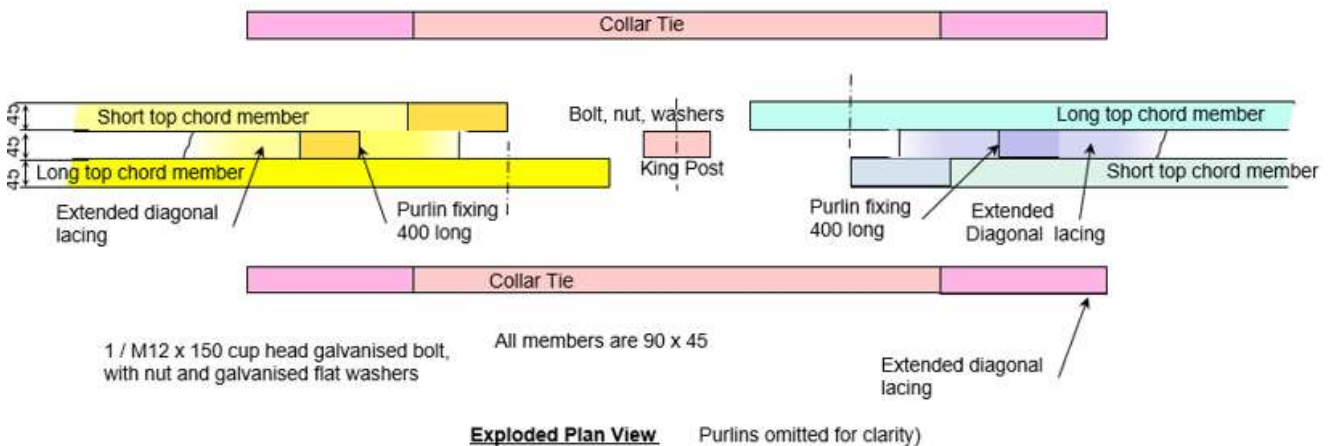 Collar Tie
45
45
45
Short top chord member
Long top chord member
Bolt, nut, washers
King Post
Long top chord member
Short top chord member
Extended diagonal
lacing
Purlin fixing
400 long
Purlin fixing
400 long
Extended
Diagonal lacing
Collar Tie
1 / M12 x 150 cup head galvanised bolt,
with nut and galvanised flat washers
All members are 90 x 45
Extended diagonal
lacing
Exploded Plan View Purlins omitted for clarity)